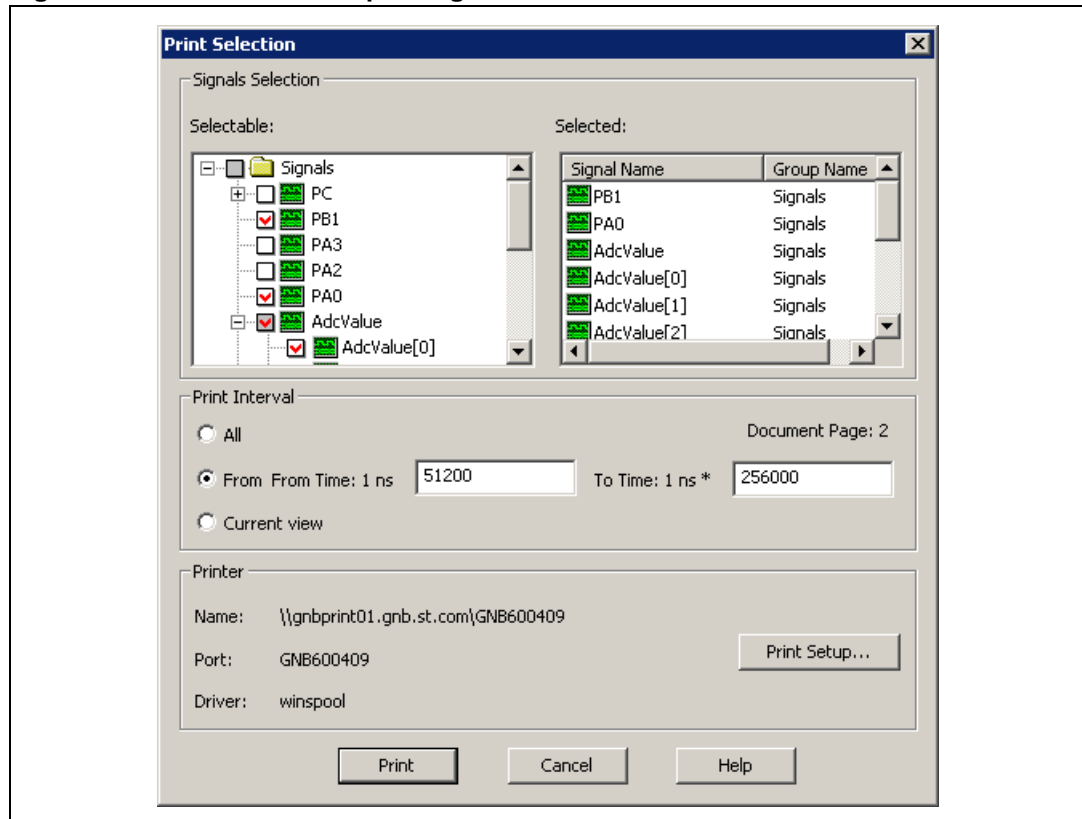 Print Selection
Signals Selection
Selectable:
Signals
PC
PB1
PA3
PA2
PA0
AdcValue
AdcValue[0]
Selected:
Signal Name Group Name
PB1 Signals
PA0 Signals
AdcValue Signals
AdcValue[0] Signals
AdcValue[1] Signals
AdcValue[2] Signals
Print Interval
All
Document Page: 2
From From Time: 1 ns 51200 To Time: 1 ns * 256000
Current view
Printer
Name: \\gnbprint01.gnb.st.com\GNB600409
Port: GNB600409
Print Setup...
Driver: winspool
Print Cancel Help